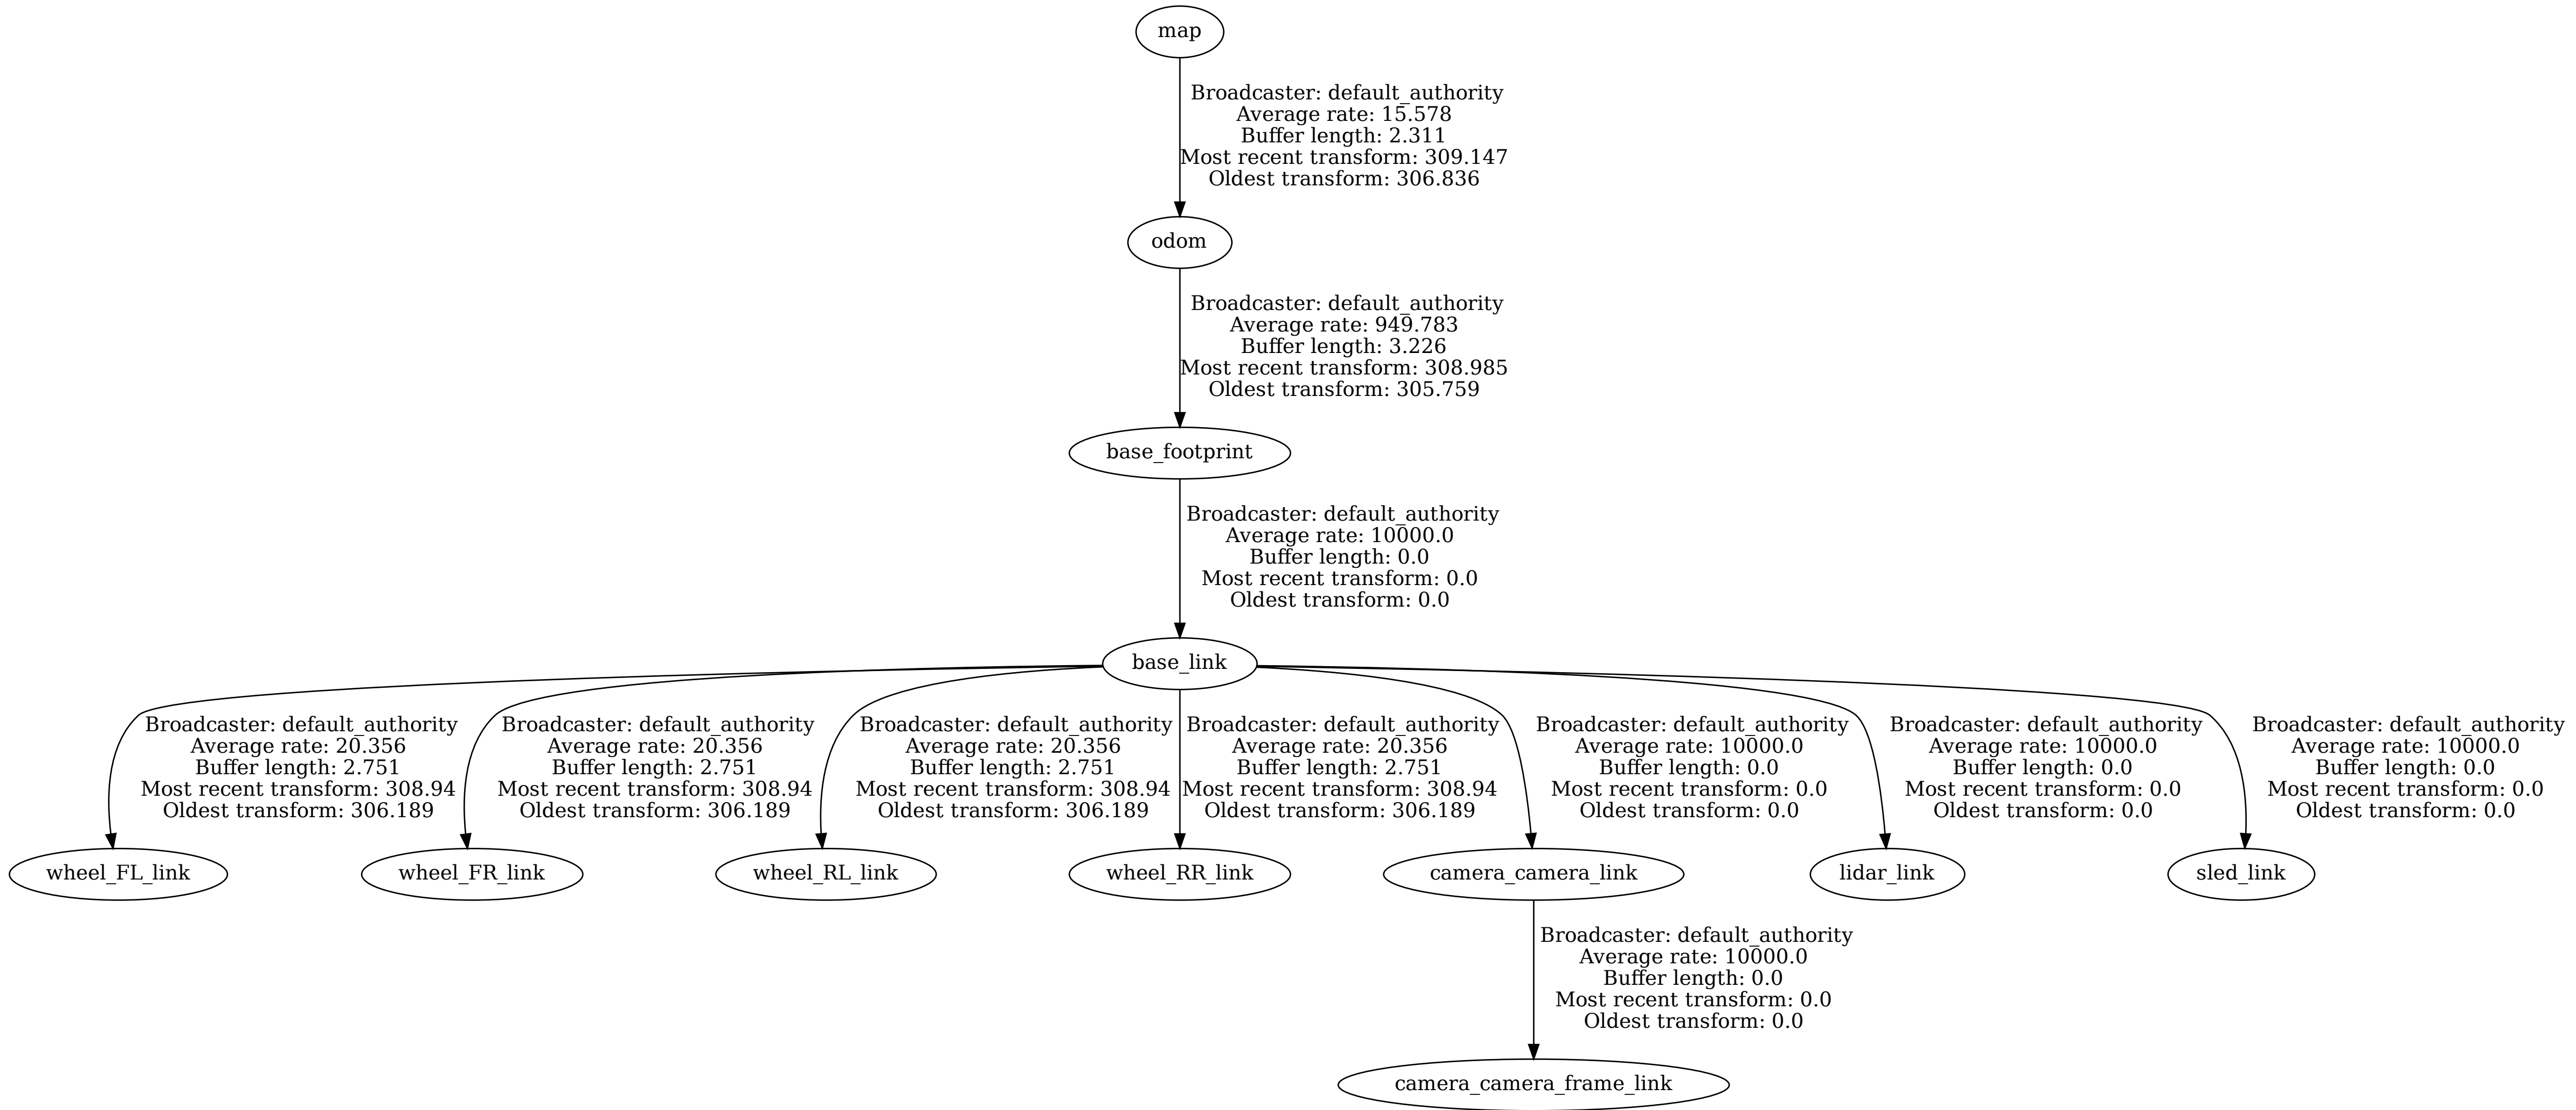 map
Broadcaster: default_authority
Average rate: 15.578
Buffer length: 2.311
Most recent transform: 309.147
Oldest transform: 306.836
odom
Broadcaster: default_authority
Average rate: 949.783
Buffer length: 3.226
Most recent transform: 308.985
Oldest transform: 305.759
base_footprint
Broadcaster: default_authority
Average rate: 10000.0
Buffer length: 0.0
Most recent transform: 0.0
Oldest transform: 0.0
base_link
Broadcaster: default_authority
Average rate: 20.356
Buffer length: 2.751
Most recent transform: 308.94
Oldest transform: 306.189
Broadcaster: default_authority
Average rate: 20.356
Buffer length: 2.751
Most recent transform: 308.94
Oldest transform: 306.189
Broadcaster: default_authority
Average rate: 20.356
Buffer length: 2.751
Most recent transform: 308.94
Oldest transform: 306.189
Broadcaster: default_authority
Average rate: 20.356
Buffer length: 2.751
Most recent transform: 308.94
Oldest transform: 306.189
Broadcaster: default_authority
Average rate: 10000.0
Buffer length: 0.0
Most recent transform: 0.0
Oldest transform: 0.0
Broadcaster: default_authority
Average rate: 10000.0
Buffer length: 0.0
Most recent transform: 0.0
Oldest transform: 0.0
Broadcaster: default_authority
Average rate: 10000.0
Buffer length: 0.0
Most recent transform: 0.0
Oldest transform: 0.0
wheel_FL_link
wheel_FR_link
wheel_RL_link
wheel_RR_link
camera_camera_link
lidar_link
sled_link
Broadcaster: default_authority
Average rate: 10000.0
Buffer length: 0.0
Most recent transform: 0.0
Oldest transform: 0.0
camera_camera_frame_link